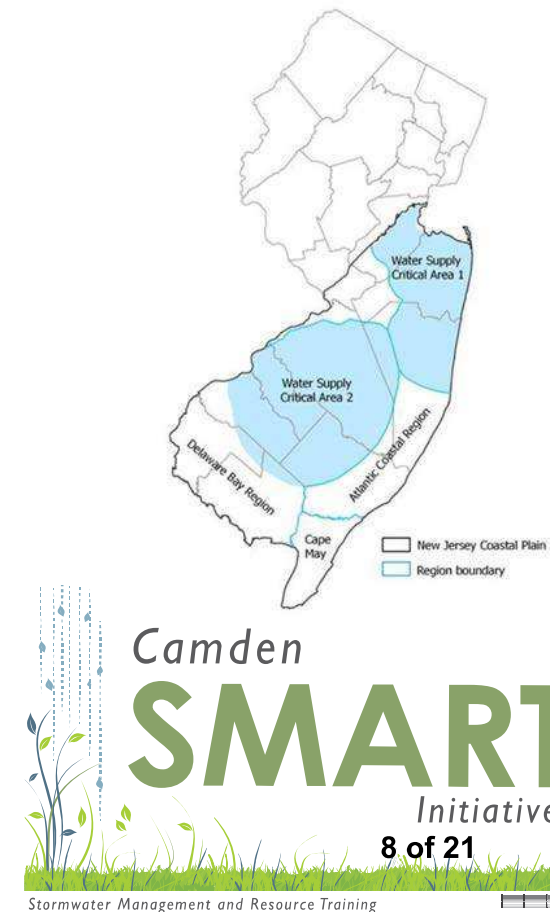 Water Supply
Critical Area 1
Water Supply
Critical Area 2
Delaware Bay Region
Atlantic Coastal Region
Cape
May
New Jersey Coastal Plain
Region boundary
Camden
SMART
Initiative
8 of 21
Stormwater Management and Resource Training